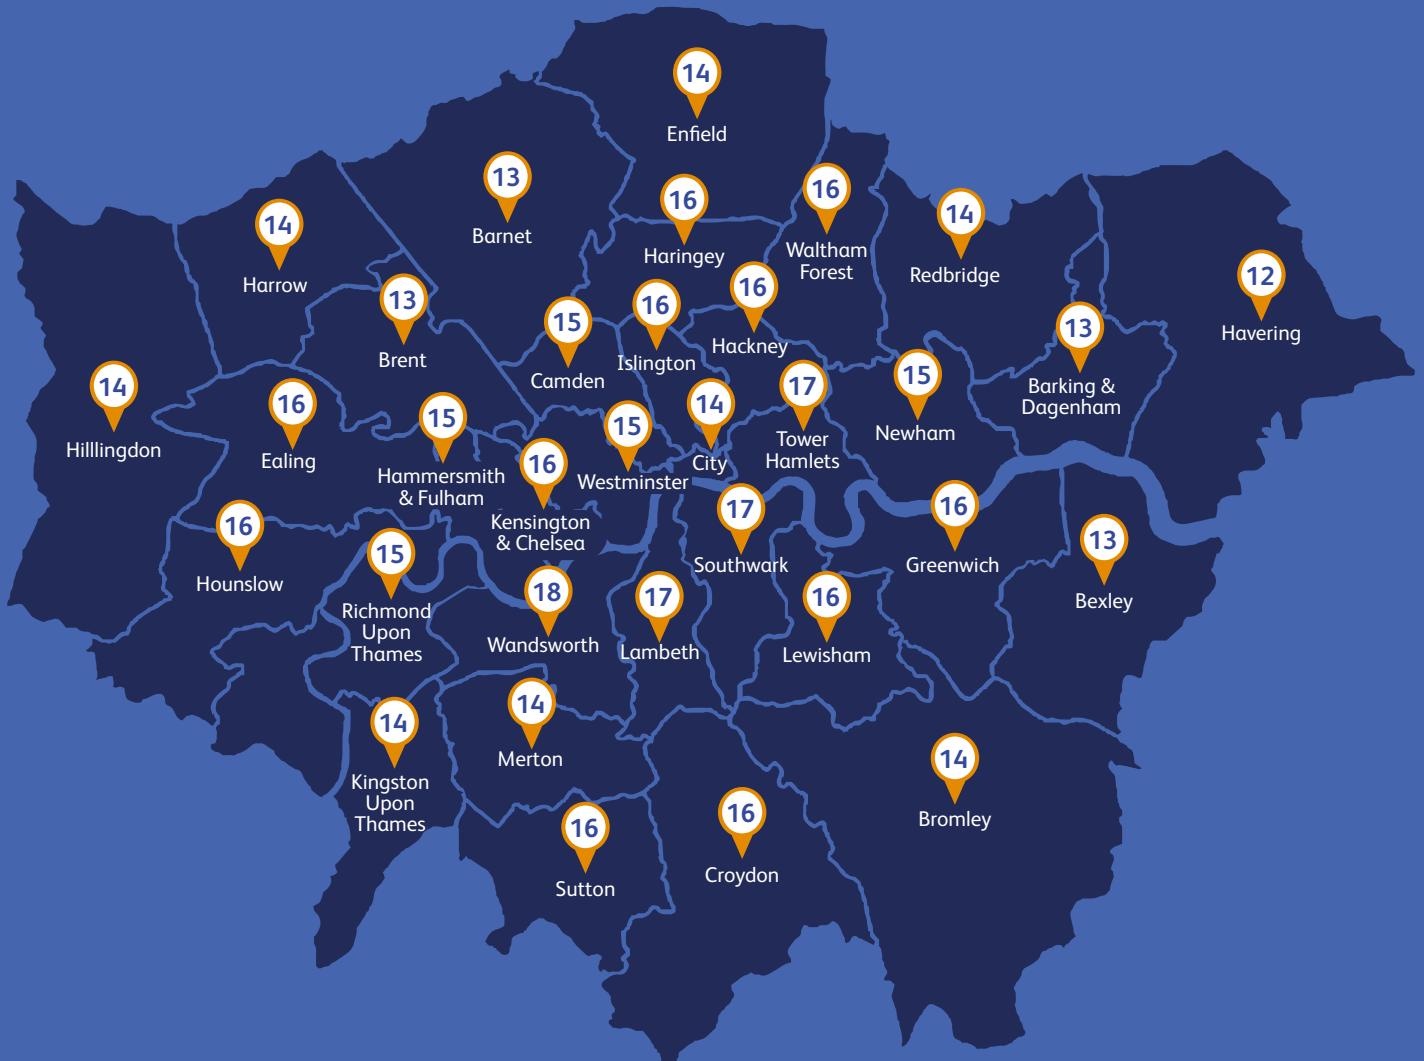 14
Enfield
13
Barnet
16
Haringey
16
Waltham
Forest
14
Redbridge
14
Harrow
12
Havering
13
Brent
15
Camden
16
Islington
16
Hackney
13
Barking &
Dagenham
14
Hilllingdon
16
Ealing
15
Hammersmith
& Fulham
16
Kensington
& Chelsea
15
Westminster
14
City
17
Tower
Hamlets
15
Newham
16
Hounslow
15
Richmond
Upon
Thames
18
Wandsworth
17
Lambeth
17
Southwark
16
Lewisham
16
Greenwich
13
Bexley
14
Kingston
Upon
Thames
14
Merton
16
Sutton
16
Croydon
14
Bromley